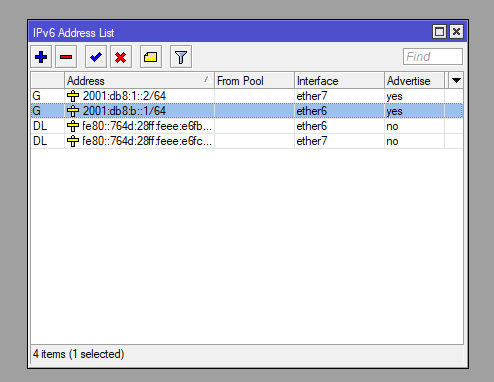 IPv6 Address List
Find
Address From Pool Interface Advertise
G 2001:db8:1::2/64 ether7 yes
G 2001:db8:b::1/64 ether6 yes
DL fe80::764d:28ff:feee:e6fb... ether6 no
DL fe80::764d:28ff:feee:e6fc... ether7 no
4 items (1 selected)